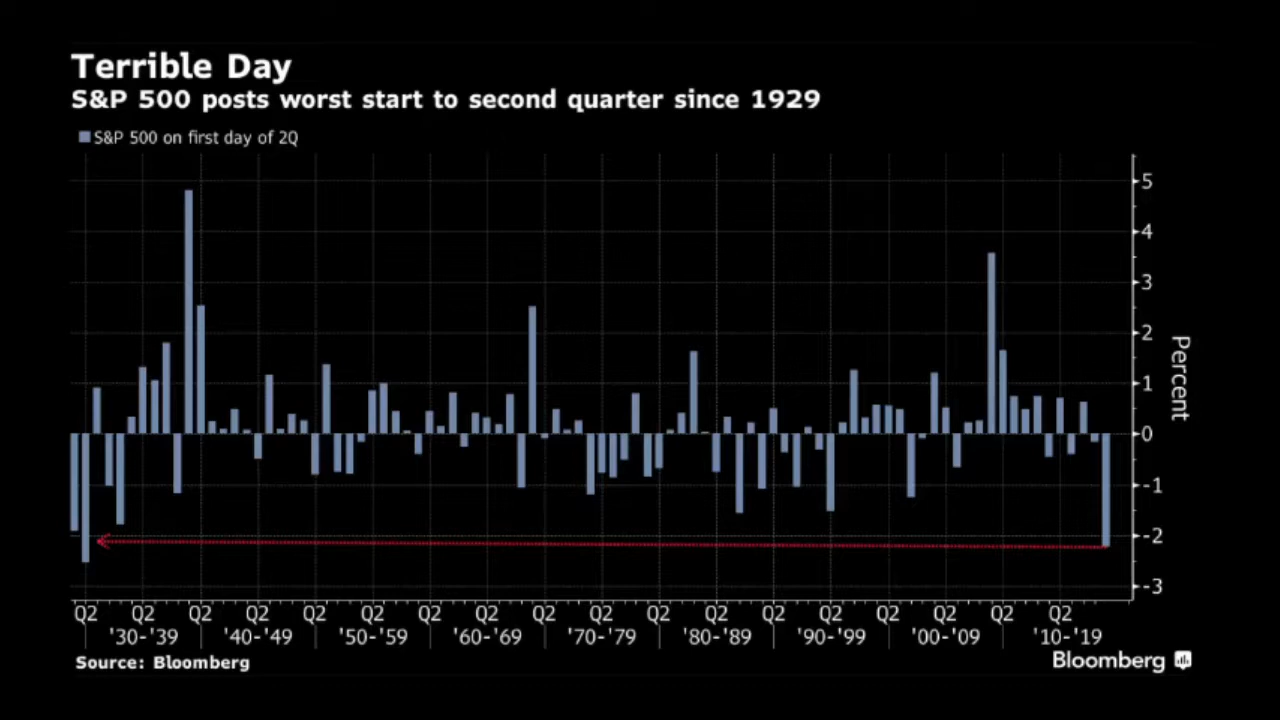 Terrible Day
S&P 500 posts worst start to second quarter since 1929
S&P 500 on first day of 2Q
5
4
3
2
1
0
-1
-2
-3
Percent
Q2 Q2 Q2 Q2 Q2 Q2 Q2 Q2 Q2 Q2 Q2 Q2 Q2 Q2 Q2 Q2 Q2 Q2
'30-'39 '40-'49 '50-'59 '60-'69 '70-'79 '80-'89 '90-'99 '00-'09 '10-'19
Source: Bloomberg
Bloomberg